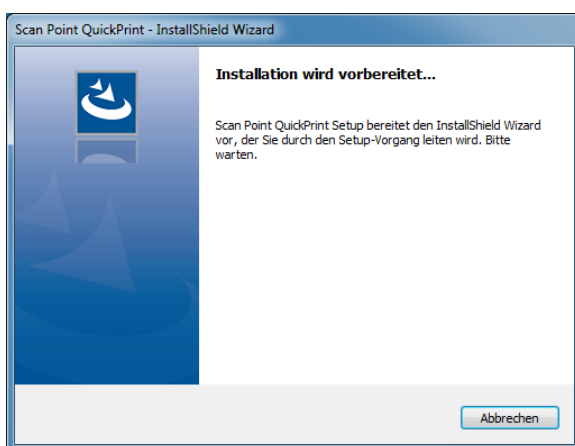 Scan Point QuickPrint - InstallShield Wizard
Installation wird vorbereitet...
Scan Point QuickPrint Setup bereitet den InstallShield Wizard
vor, der Sie durch den Setup-Vorgang leiten wird. Bitte
warten.
Abbrechen